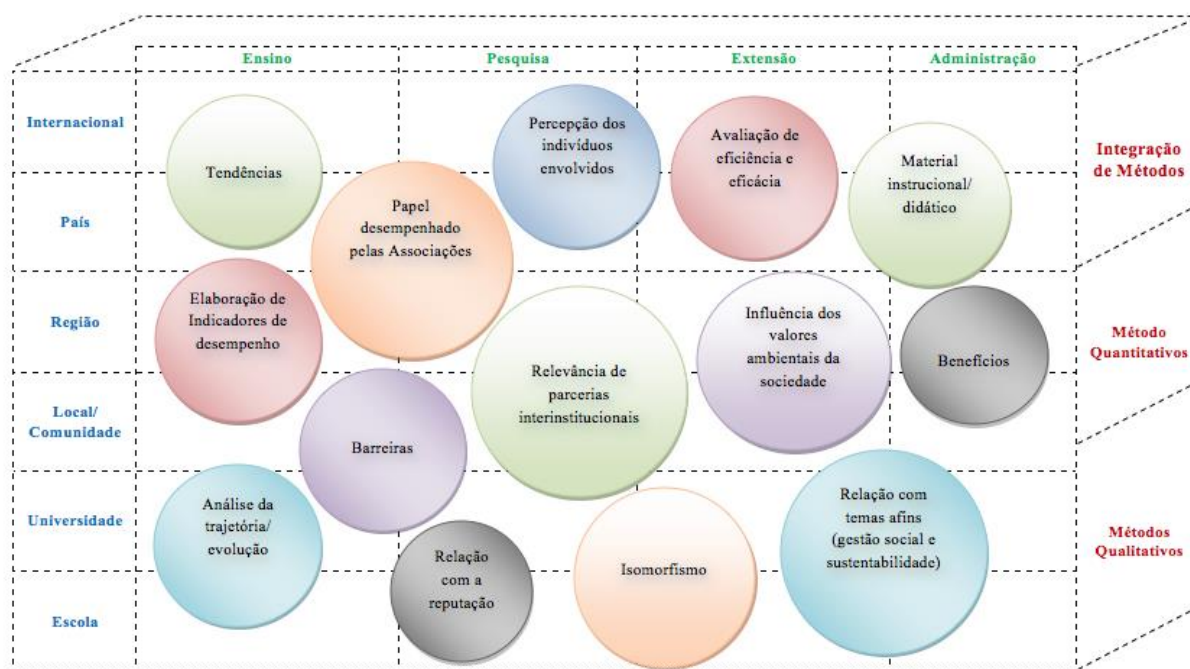 Ensino
Pesquisa
Extensão
Administração
Internacional
País
Região
Local/
Comunidade
Universidade
Escola
Tendências
Papel
desempenhado
pelas Associações
Percepção dos
indivíduos
envolvidos
Avaliação de
eficiência e
eficácia
Material
instrucional/
didático
Elaboração de
Indicadores de
desempenho
Relevância de
parcerias
interinstitucionais
Influência dos
valores
ambientais da
sociedade
Benefícios
Barreiras
Análise da
trajetória/
evolução
Relação
com a
reputação
Isomorfismo
Relação com
temas afins
(gestão social e
sustentabilidade)
Integração
de Métodos
Método
Quantitativos
Métodos
Qualitativos